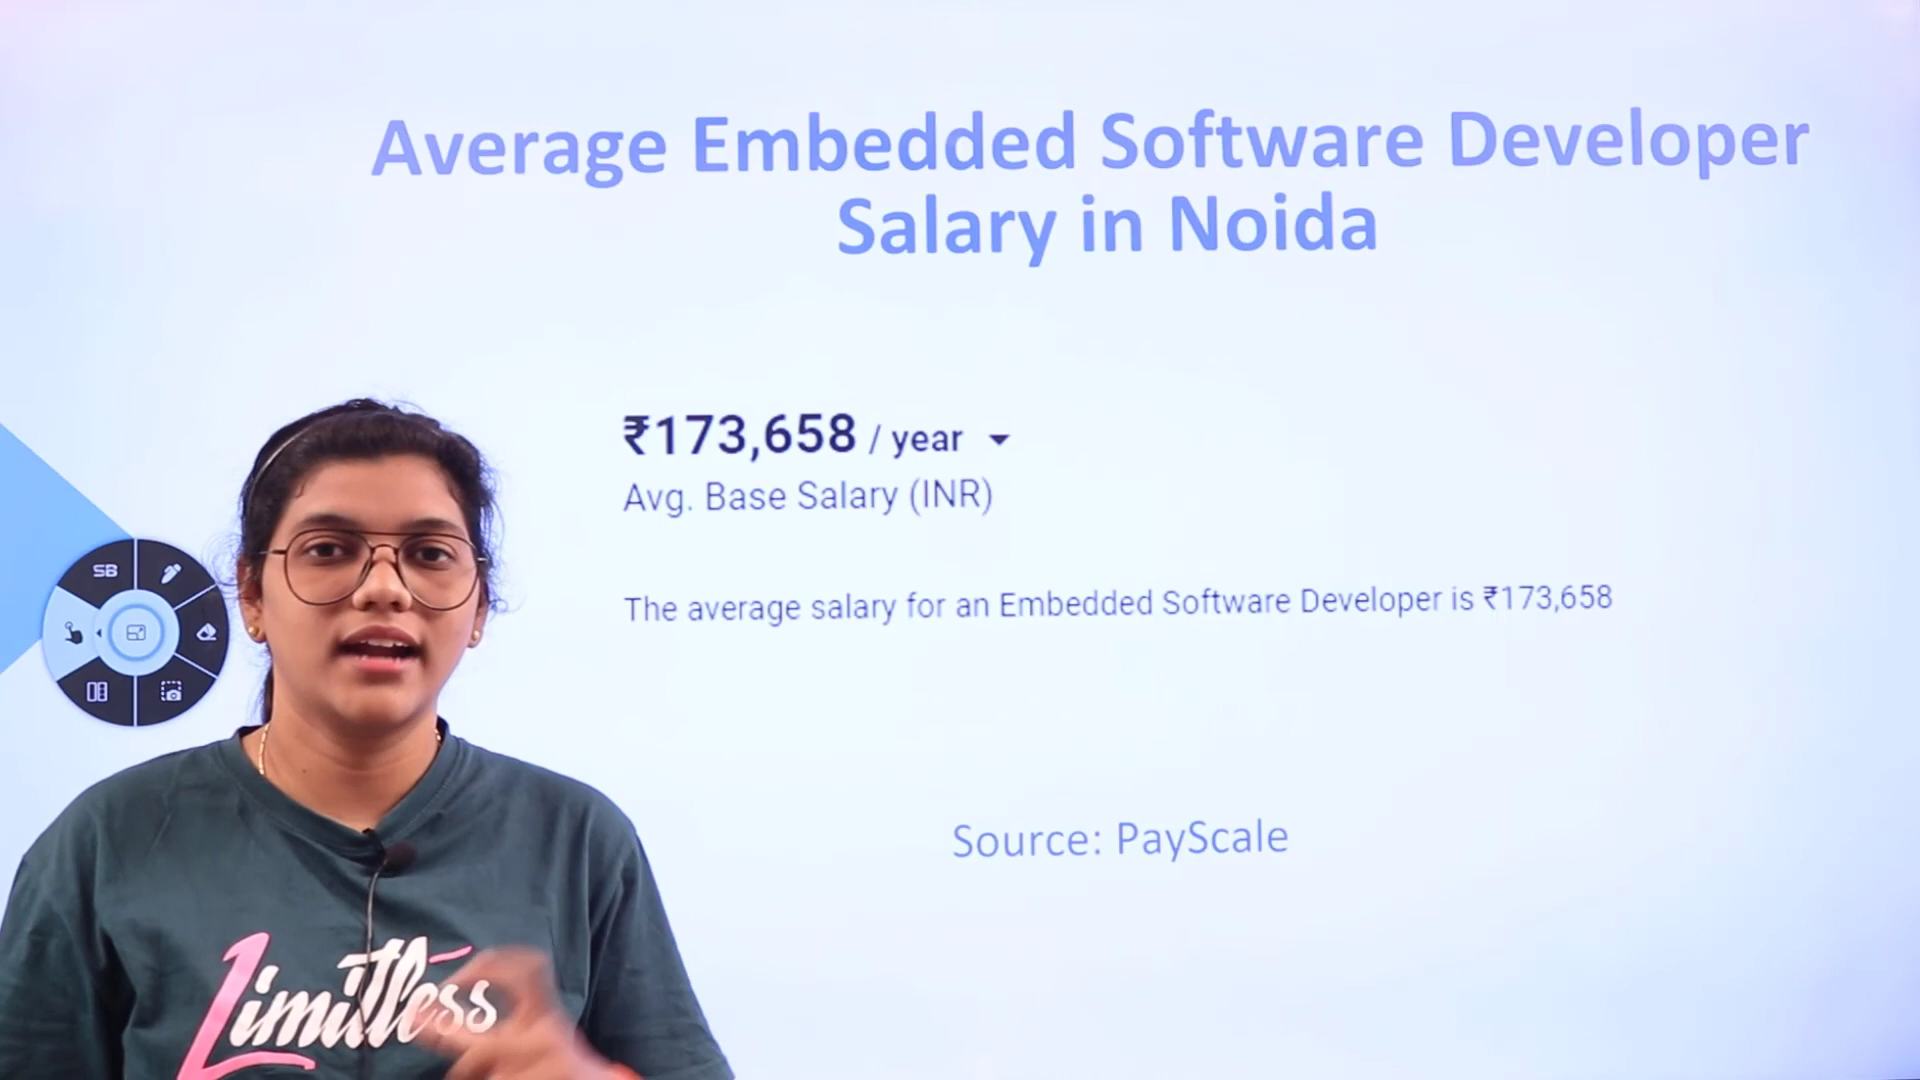 Average Embedded Software Developer
Salary in Noida
₹173,658 / year
Avg. Base Salary (INR)
The average salary for an Embedded Software Developer is ₹173,658
SB
Source: PayScale
Limitless